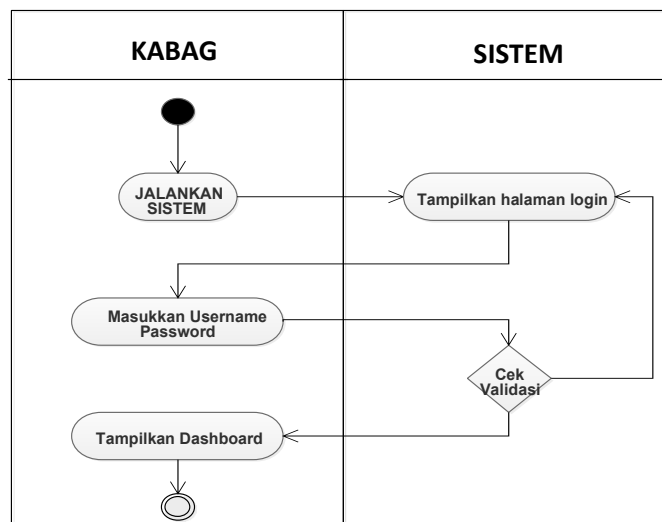 KABAG
SISTEM
JALANKAN
SISTEM
Tampilkan halaman login
Masukkan Username
Password
Cek
Validasi
Tampilkan Dashboard